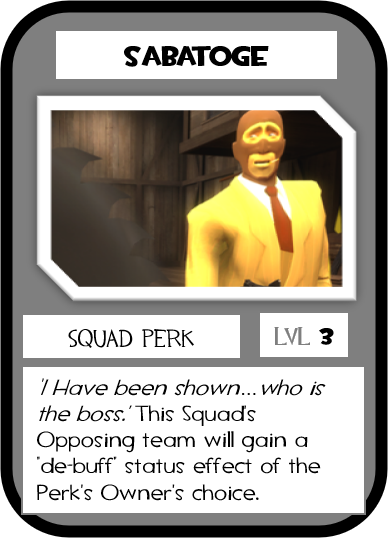 SABATOGE
SQUAD PERK
LVL 3
'I Have been shown...who is
the boss.' This Squad's
Opposing team will gain a
"de-buff" status effect of the
Perk's Owner's choice.